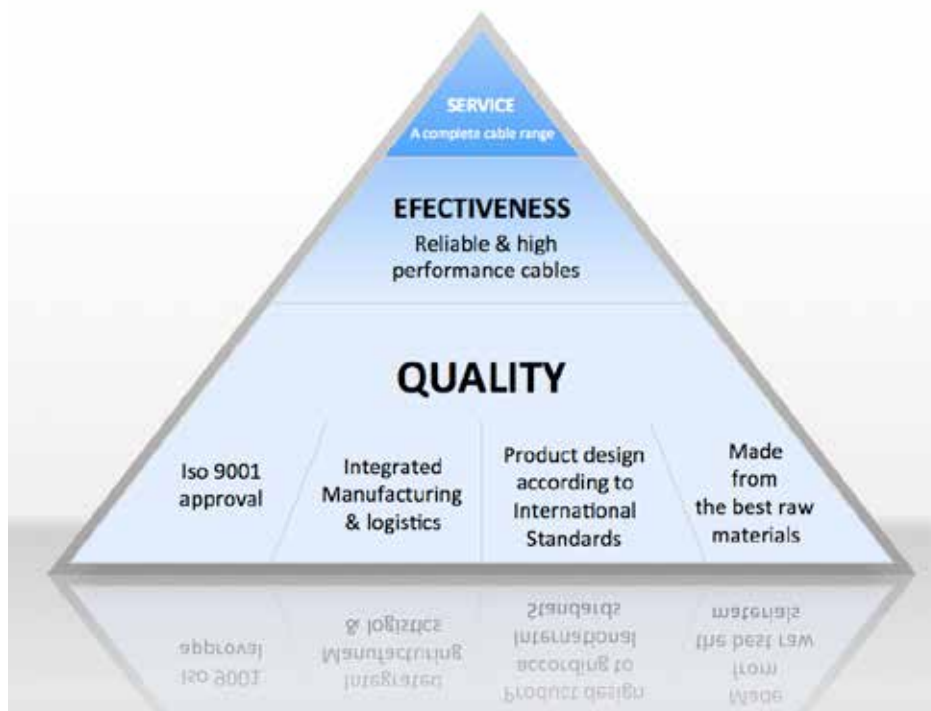 SERVICE
A complete cable range
EFECTIVENESS
Reliable & high
performance cables
QUALITY
Iso 9001
approval
Integrated
Manufacturing
& logistics
Product design
according to
International
Standards
Made
from
the best raw
materials